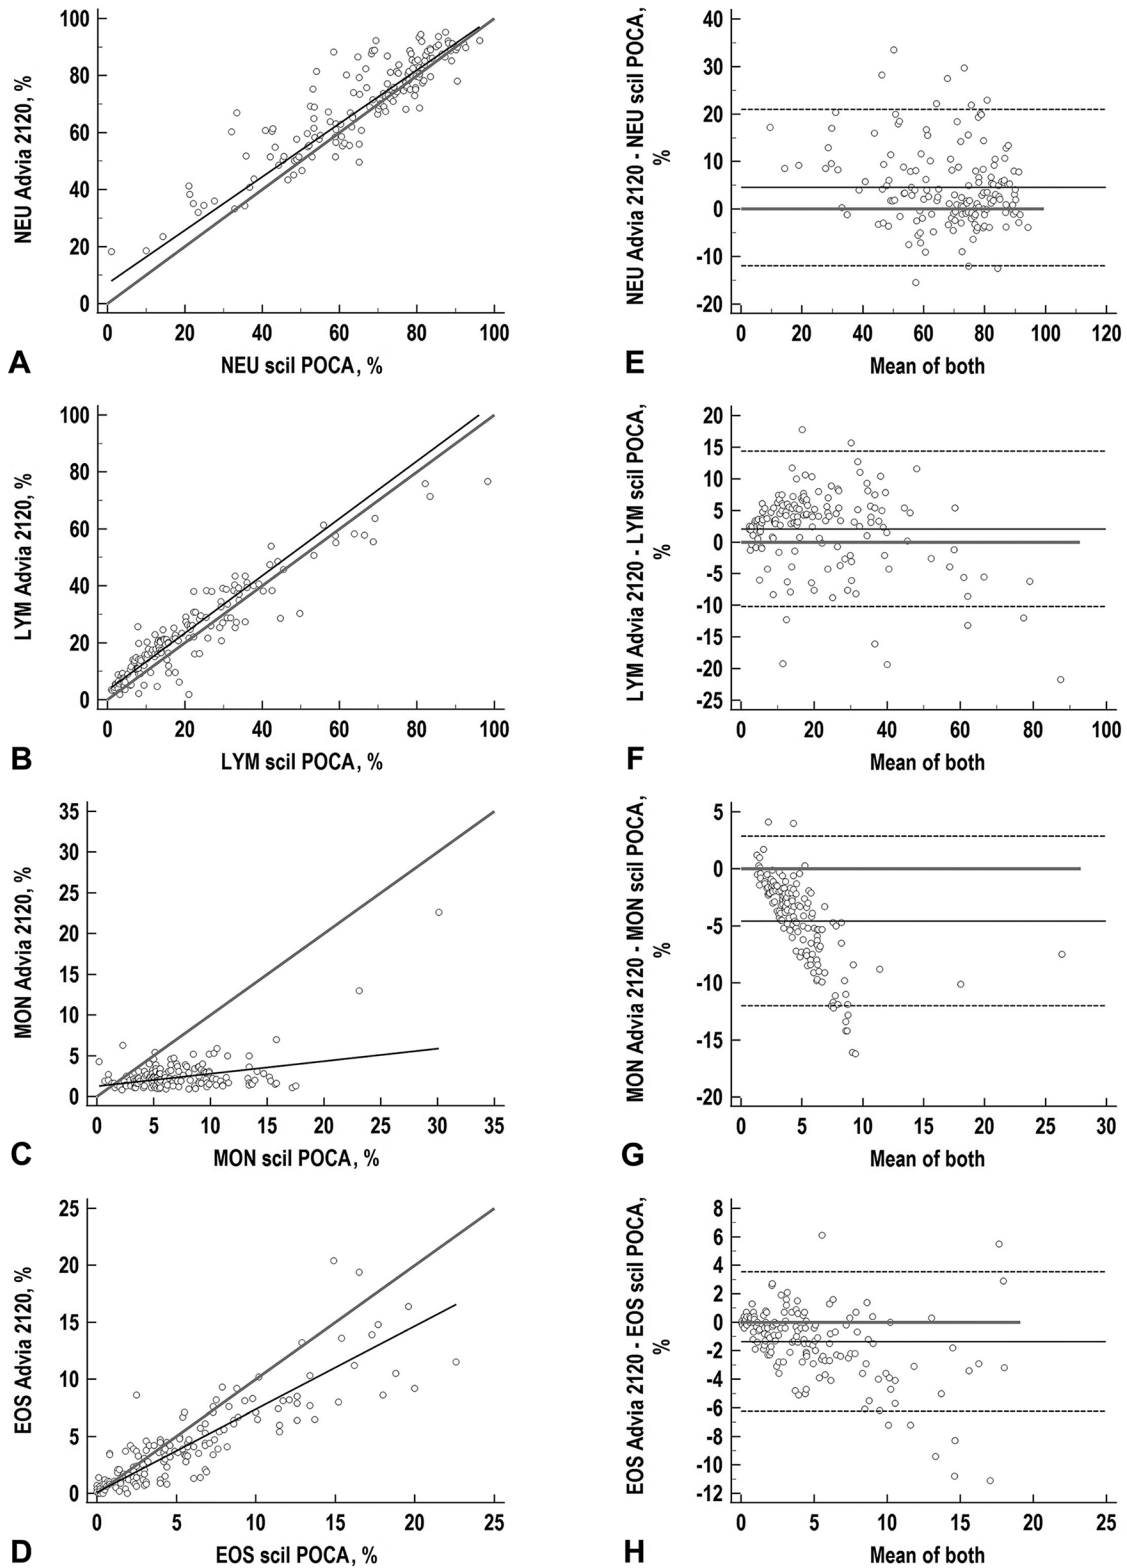 NEU Advia 2120, %
100
80
60
40
20
0
0 20 40 60 80 100
NEU scil POCA, %
A
NEU Advia 2120 - NEU scil POCA,
%
40
30
20
10
0
-10
-20
0 20 40 60 80 100 120
Mean of both
E
LYM Advia 2120, %
100
80
60
40
20
0
0 20 40 60 80 100
LYM scil POCA, %
B
LYM Advia 2120 - LYM scil POCA,
%
20
15
10
5
0
-5
-10
-15
-20
-25
0 20 40 60 80 100
Mean of both
F
MON Advia 2120, %
35
30
25
20
15
10
5
0
0 5 10 15 20 25 30 35
MON scil POCA, %
C
MON Advia 2120 - MON scil POCA,
%
5
0
-5
-10
-15
-20
0 5 10 15 20 25 30
Mean of both
G
EOS Advia 2120, %
25
20
15
10
5
0
0 5 10 15 20 25
EOS scil POCA, %
D
EOS Advia 2120 - EOS scil POCA,
%
8
6
4
2
0
-2
-4
-6
-8
-10
-12
0 5 10 15 20 25
Mean of both
H